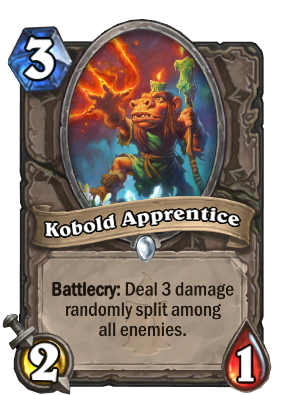 3
Kobold Apprentice
Battlecry: Deal 3 damage
randomly split among
all enemies.
2
1